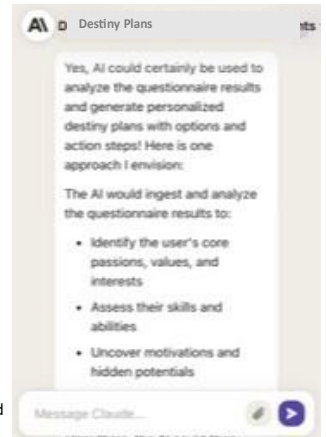 AI D Destiny Plans nts
Yes, AI could certainly be used to
analyze the questionnaire results
and generate personalized
destiny plans with options and
action steps! Here is one
approach I envision:
The AI would ingest and analyze
the questionnaire results to:
• Identify the user's core
passions, values, and
interests
• Assess their skills and
abilities
• Uncover motivations and
hidden potentials
d
Message Claude...